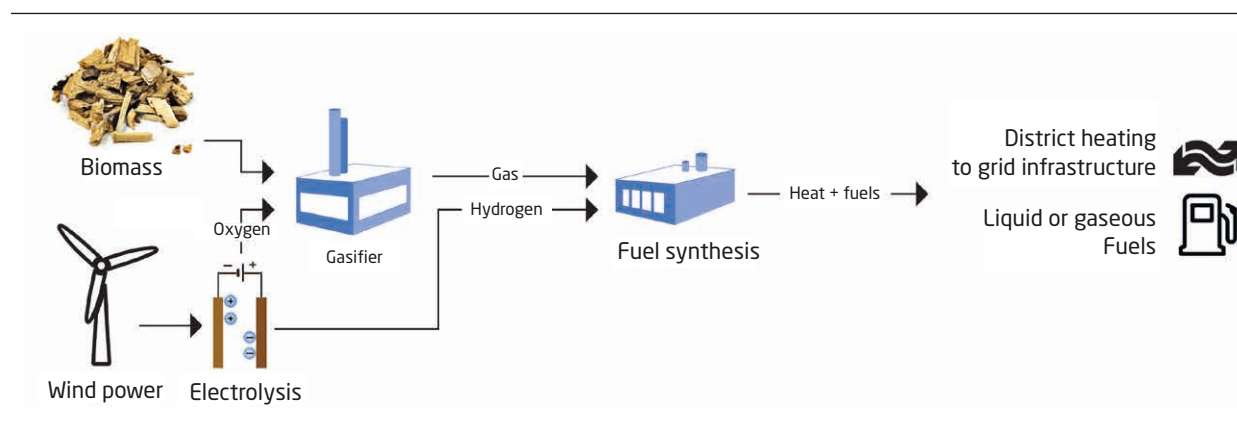 Biomass
Wind power
Oxygen
− +
+
+
−
−
Electrolysis
Gasifier
Gas
Hydrogen
Fuel synthesis
Heat + fuels
District heating
to grid infrastructure
Liquid or gaseous
Fuels